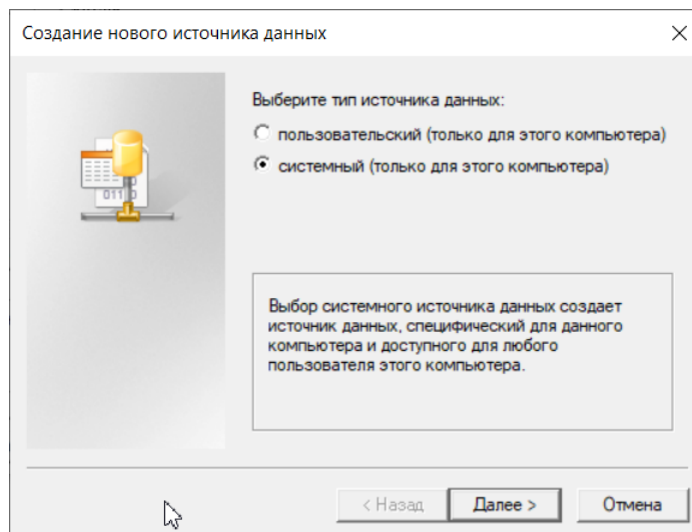 Создание нового источника данных
Выберите тип источника данных:
пользовательский (только для этого компьютера)
системный (только для этого компьютера)
Выбор системного источника данных создает
источник данных, специфический для данного
компьютера и доступного для любого
пользователя этого компьютера.
< Назад
Далее >
Отмена